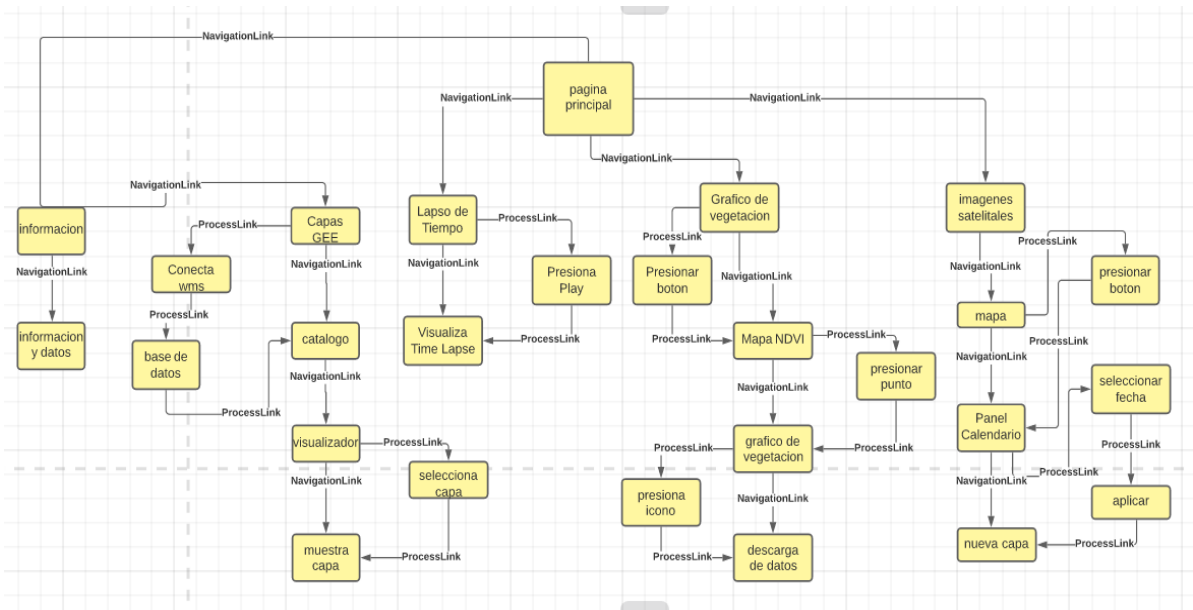 NavigationLink
pagina
principal
NavigationLink
NavigationLink
NavigationLink
NavigationLink
informacion
Capas
GEE
Lapso de
Tiempo
Grafico de
vegetacion
imagenes
satelitales
ProcessLink
ProcessLink
ProcessLink
ProcessLink
NavigationLink
Conecta
wms
NavigationLink
NavigationLink
Presiona
Play
Presionar
boton
NavigationLink
NavigationLink
presionar
boton
ProcessLink
informacion
y datos
base de
datos
catalogo
Visualiza
Time Lapse
ProcessLink
ProcessLink
Mapa NDVI
ProcessLink
mapa
ProcessLink
NavigationLink
NavigationLink
presionar
punto
NavigationLink
seleccionar
fecha
ProcessLink
visualizador
ProcessLink
ProcessLink
grafico de
vegetacion
ProcessLink
Panel
Calendario
ProcessLink
NavigationLink
selecciona
capa
presiona
icono
NavigationLink
NavigationLink
ProcessLink
aplicar
muestra
capa
ProcessLink
ProcessLink
descarga
de datos
nueva capa
ProcessLink